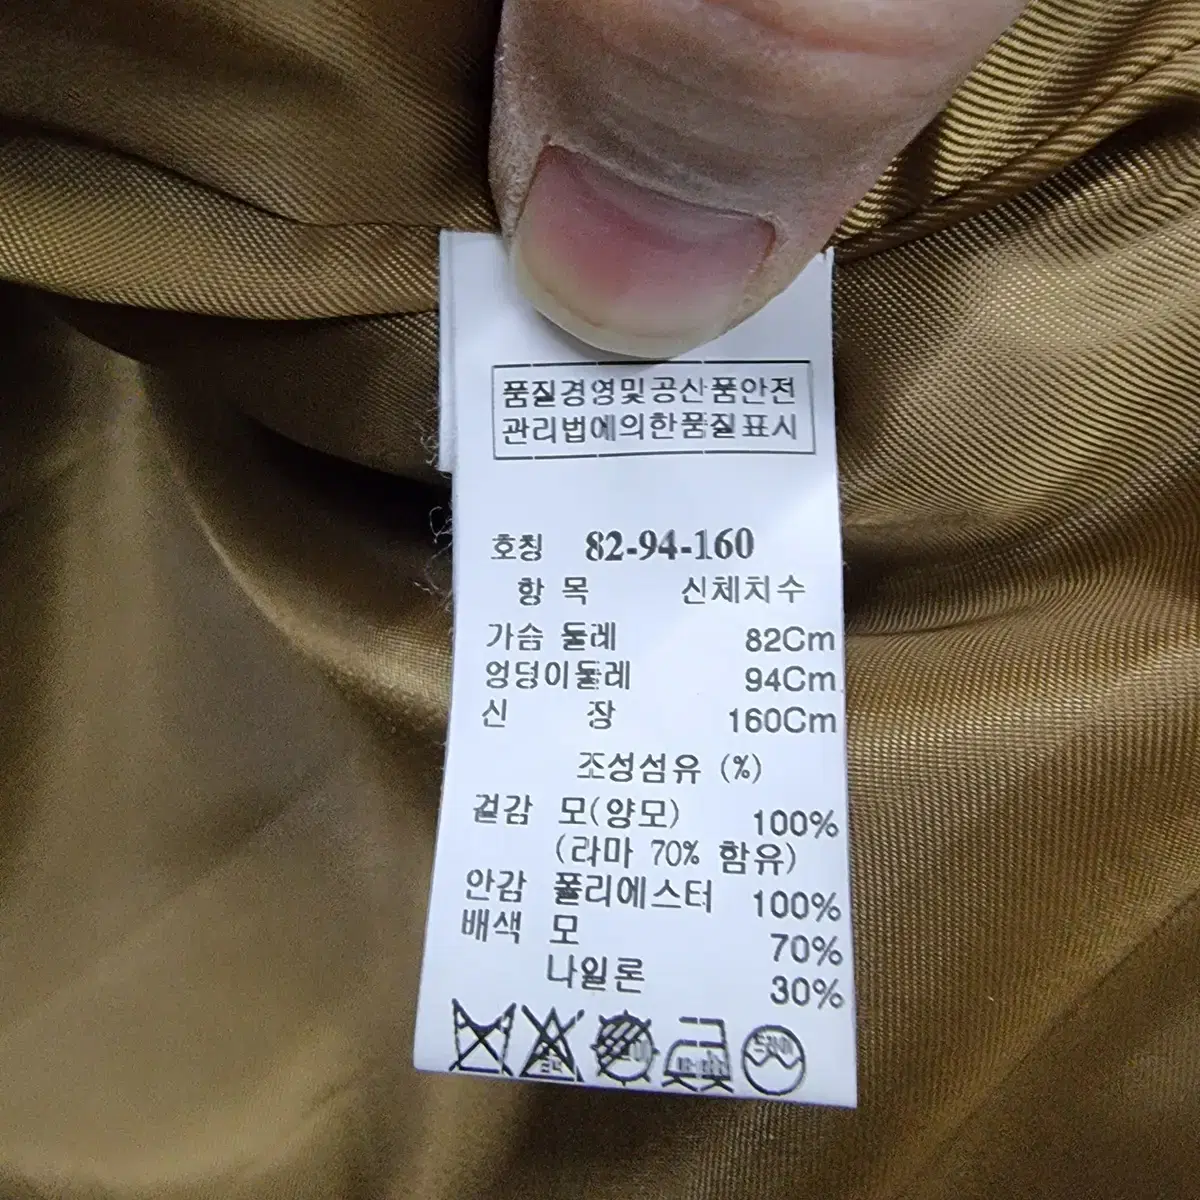 품질경영및공산품안전
관리법에의한품질표시
호칭 82-94-160
항 목 신체치수
가슴 둘레 82Cm
엉덩이둘레 94Cm
신 장 160Cm
조성섬유 (%)
겉감 모(양모) 100%
(라마 70% 함유)
안감 폴리에스터 100%
배색 모 70%
나일론 30%
드라이